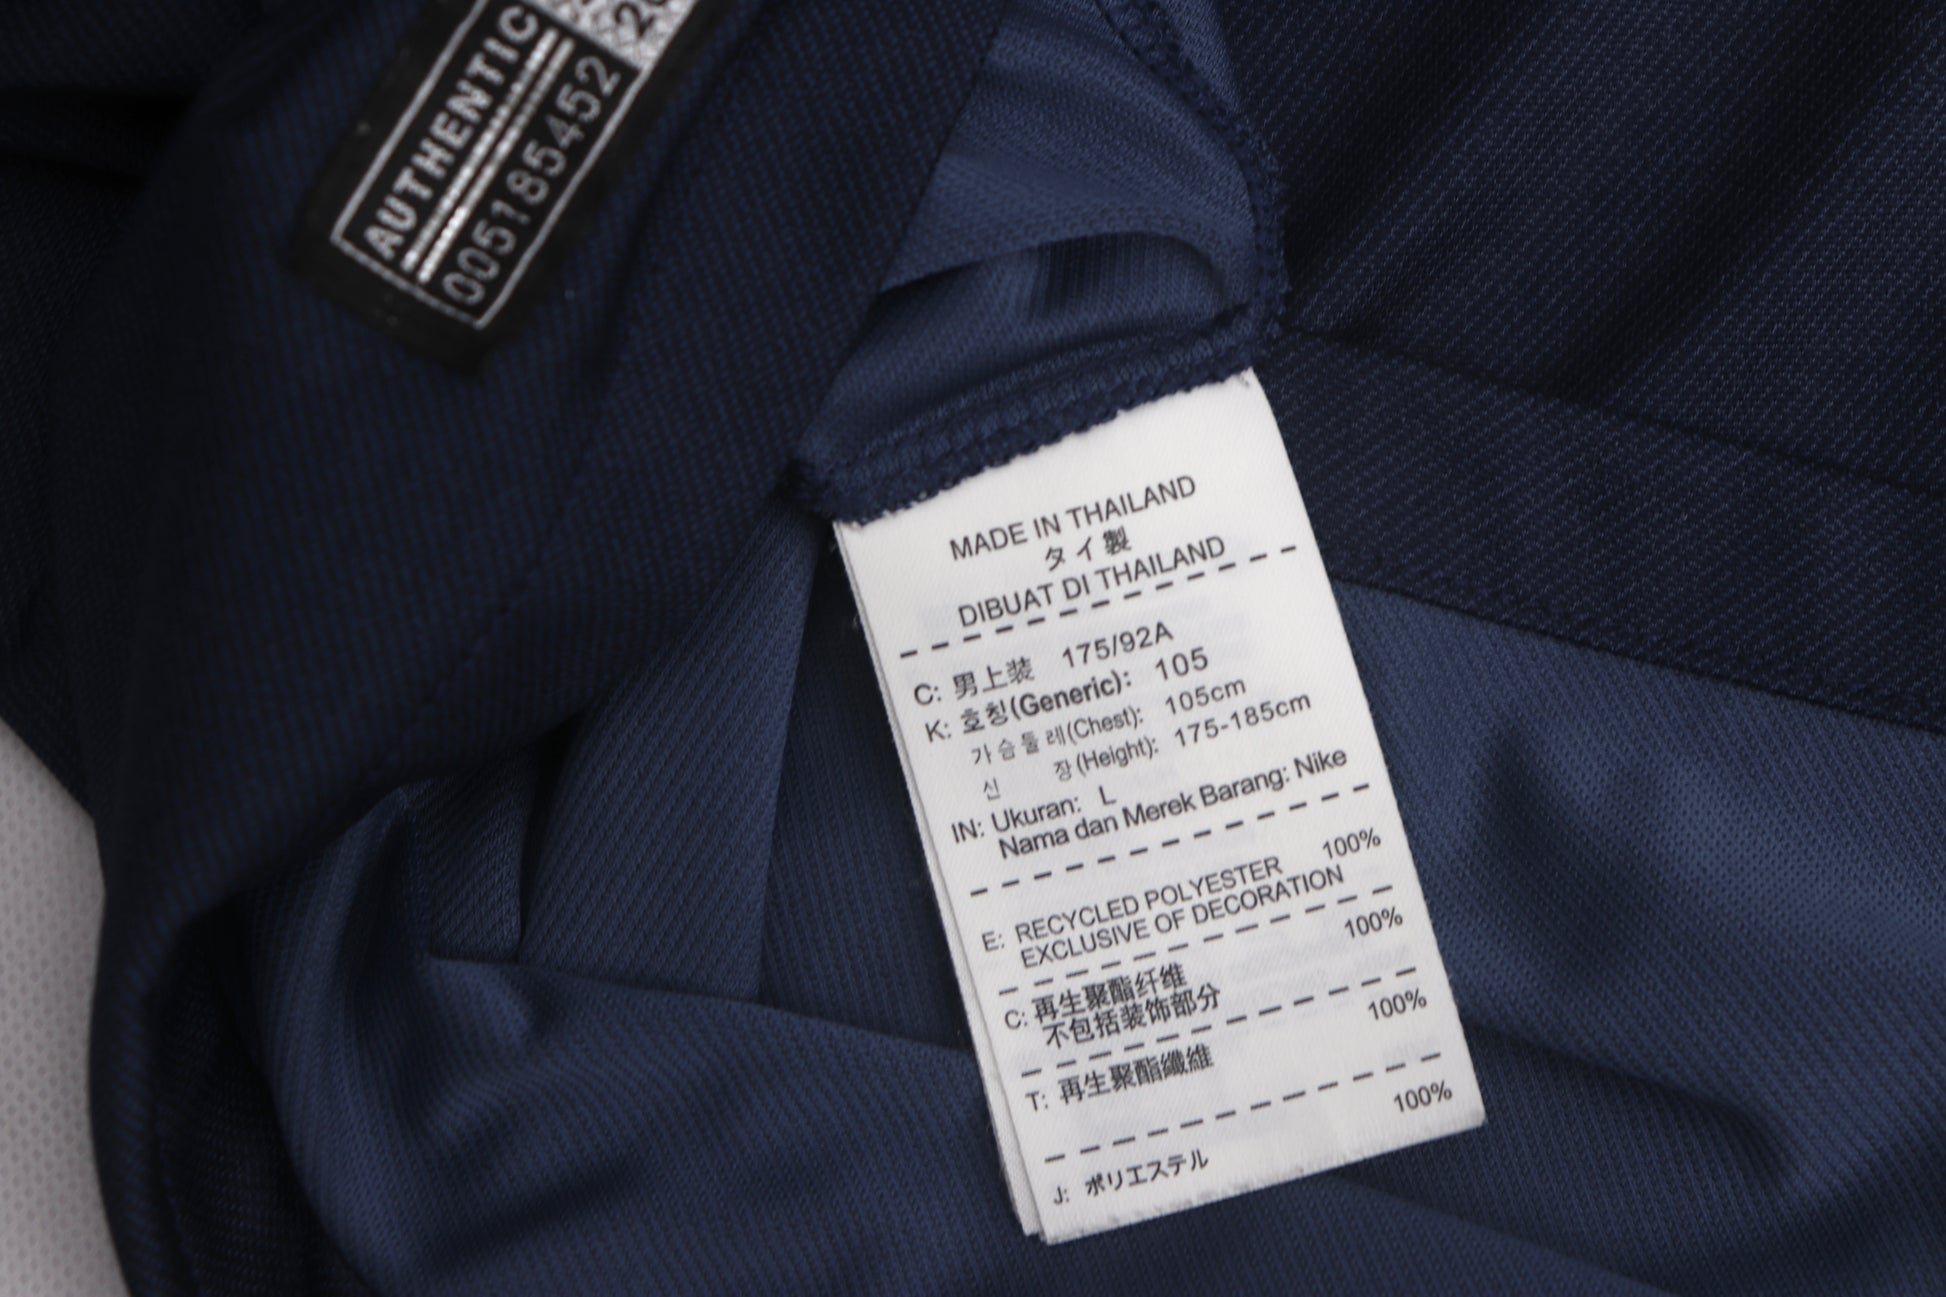 AUTHENTIC
005185452
MADE IN THAILAND
タイ製
DIBUAT DI THAILAND
C: 男上装 175/92A
K: 호칭(Generic): 105
가슴둘레(Chest): 105cm
신 장(Height): 175-185cm
IN: Ukuran: L
Nama dan Merek Barang: Nike
100%
E: RECYCLED POLYESTER
EXCLUSIVE OF DECORATION
100%
C: 再生聚酯纤维
不包括装饰部分
100%
T: 再生聚酯纖維
100%
J: ポリエステル